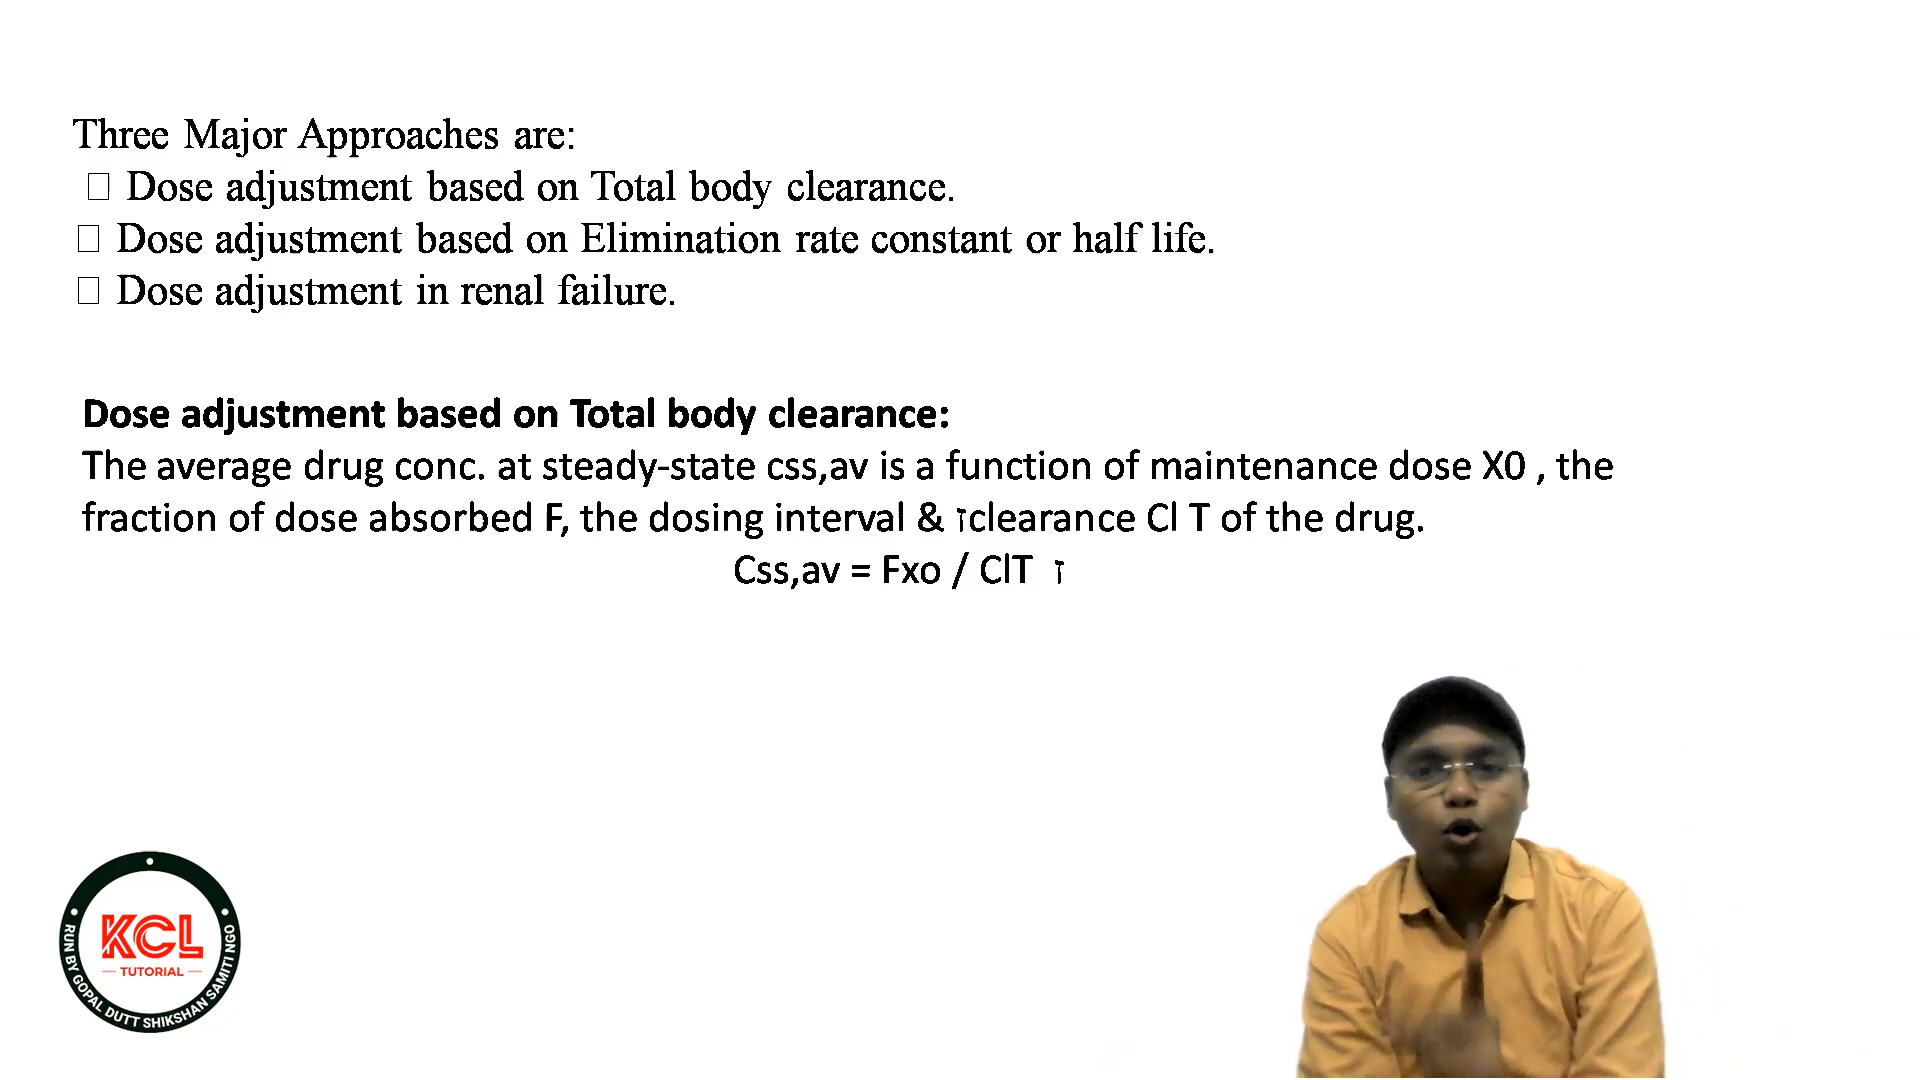 Three Major Approaches are:
□ Dose adjustment based on Total body clearance.
□ Dose adjustment based on Elimination rate constant or half life.
□ Dose adjustment in renal failure.
Dose adjustment based on Total body clearance:
The average drug conc. at steady-state css,av is a function of maintenance dose X0 , the
fraction of dose absorbed F, the dosing interval & זclearance Cl T of the drug.
Css,av = Fxo / ClT ז
KCL
TUTORIAL
RUN BY GOPAL DUTT SHIKSHAN SAMITI NGO